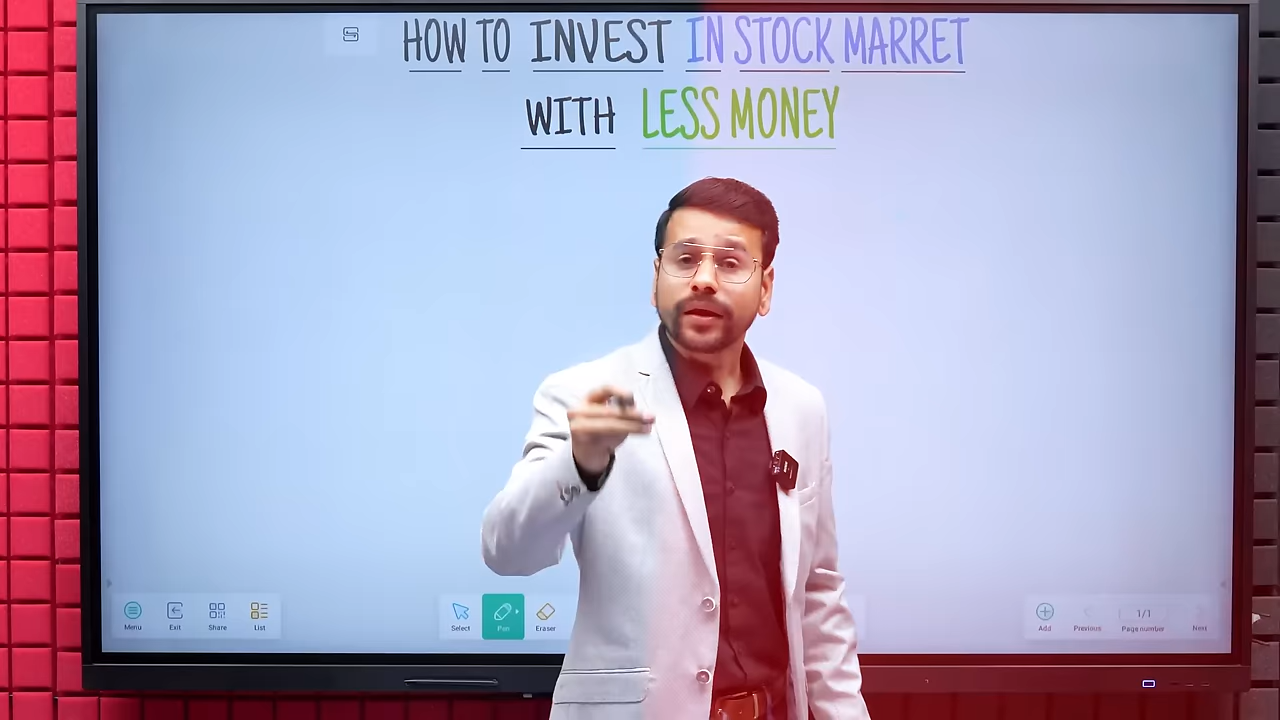 HOW TO INVEST IN STOCK MARRET
WITH LESS MONEY
Menu Exit Share List Select Pen Eraser Add Previous 1/1 Page number Next